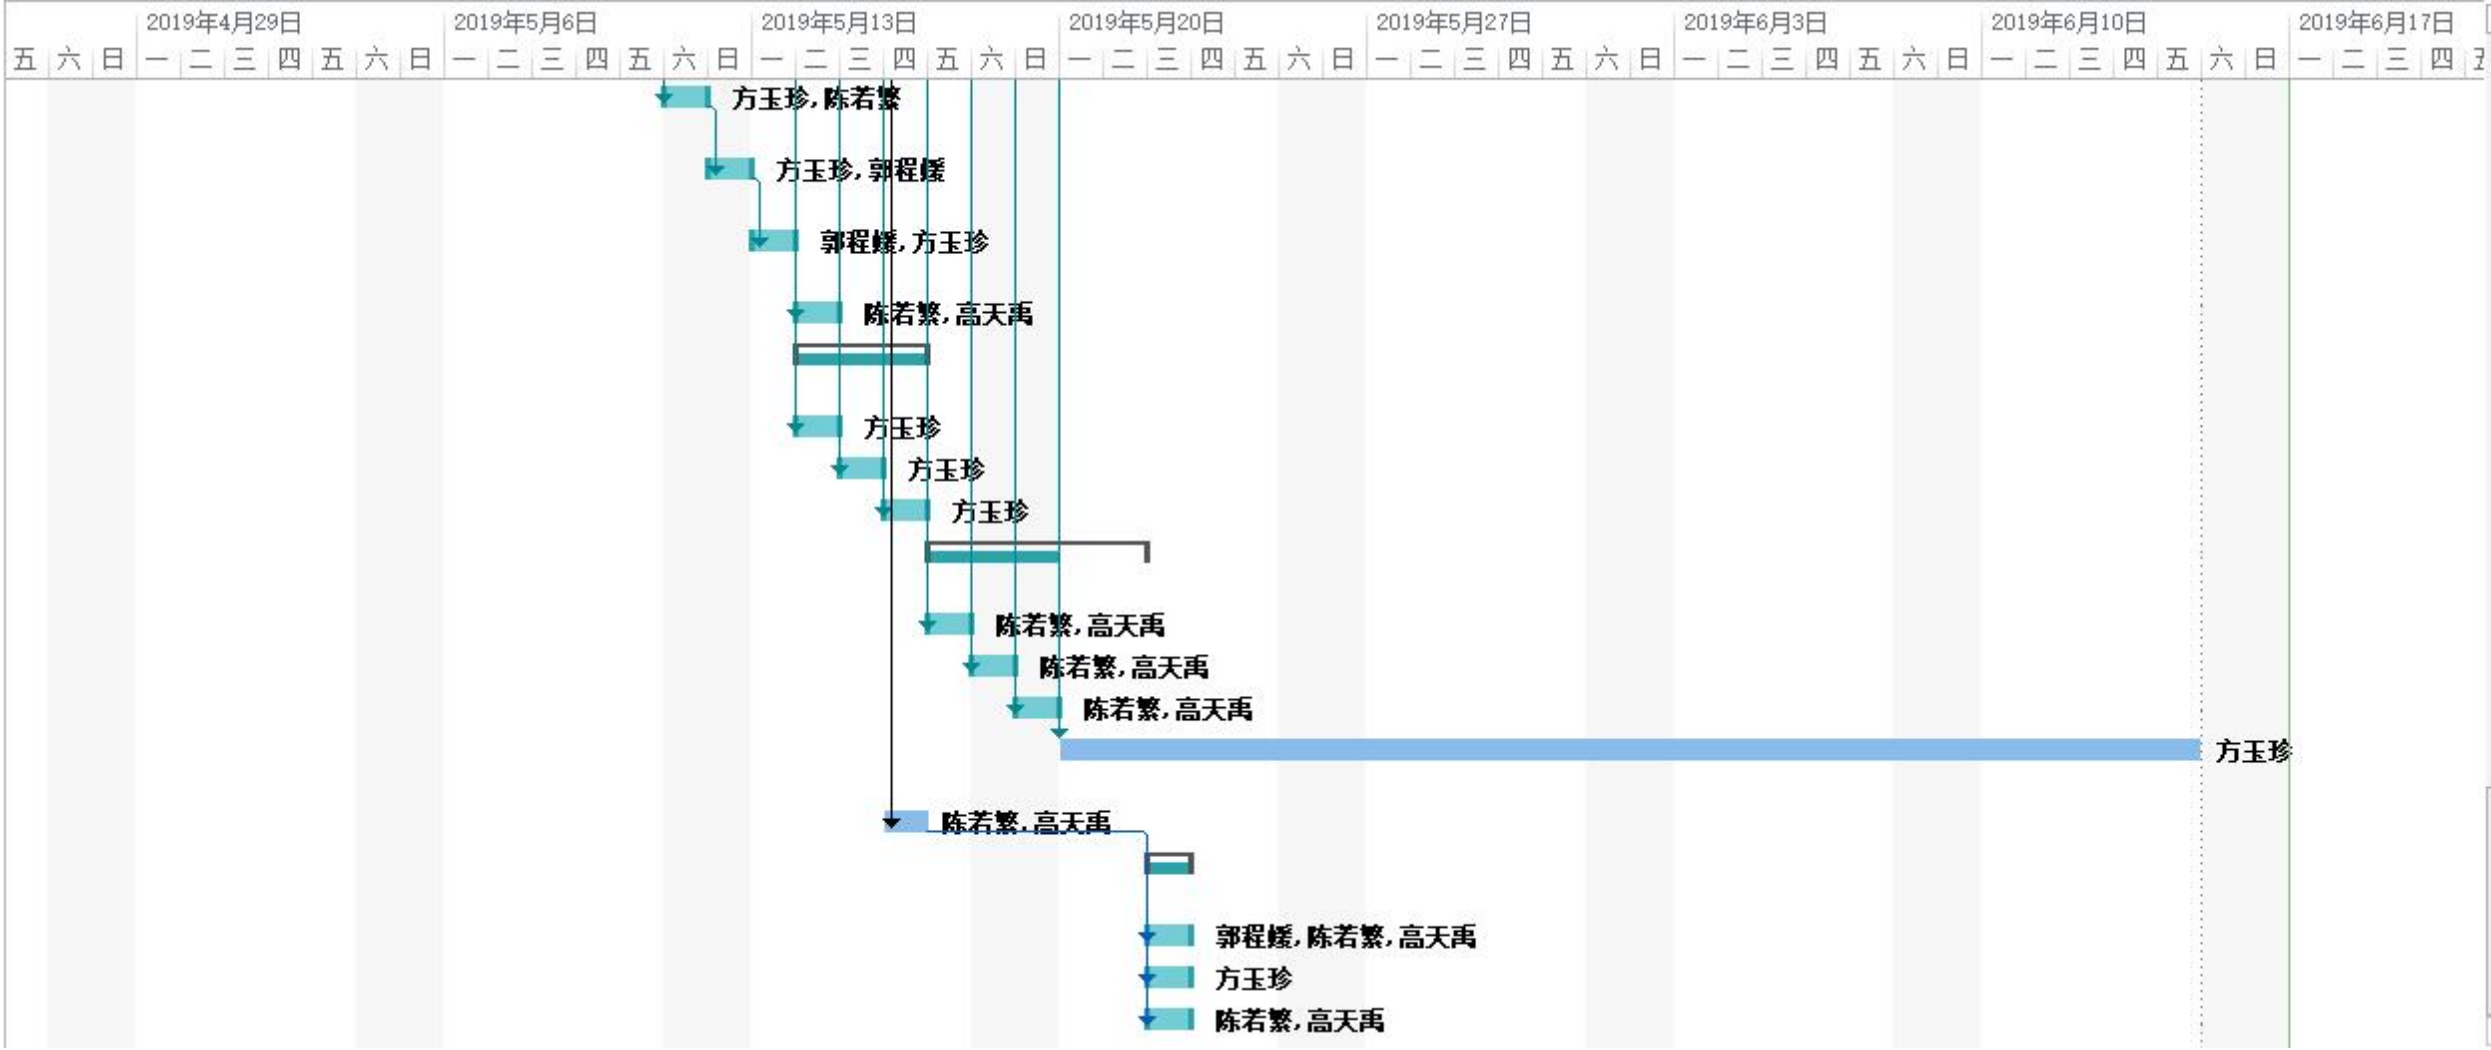 2019年4月29日 2019年5月6日 2019年5月13日 2019年5月20日 2019年5月27日 2019年6月3日 2019年6月10日 2019年6月17日
五 六 日 一 二 三 四 五 六 日 一 二 三 四 五 六 日 一 二 三 四 五 六 日 一 二 三 四 五 六 日 一 二 三 四 五 六 日 一 二 三 四 五 六 日 一 二 三 四 五 六 日 一 二 三 四
方玉珍, 陈若繁
方玉珍, 郭程媛
郭程媛, 方玉珍
陈若繁, 高天禹
方玉珍
方玉珍
方玉珍
陈若繁, 高天禹
陈若繁, 高天禹
陈若繁, 高天禹
方玉珍
陈若繁, 高天禹
郭程媛, 陈若繁, 高天禹
方玉珍
陈若繁, 高天禹